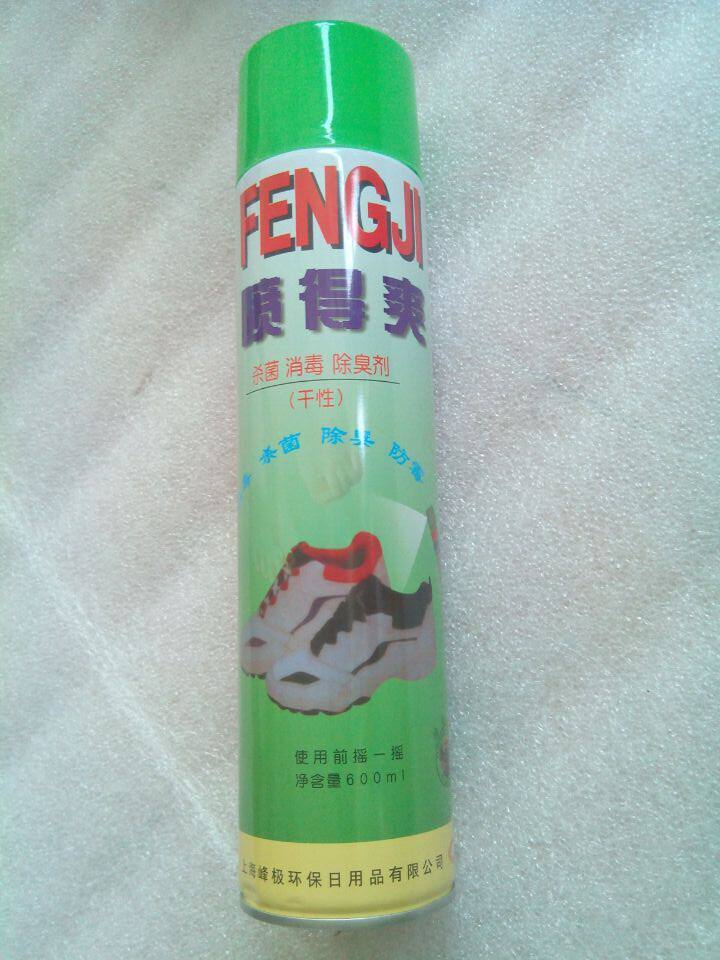 FENGJI
喷得爽
杀菌 消毒 除臭剂
(干性)
杀菌 除臭 防霉
使用前摇一摇
净含量600ml
上海峰极环保日用品有限公司